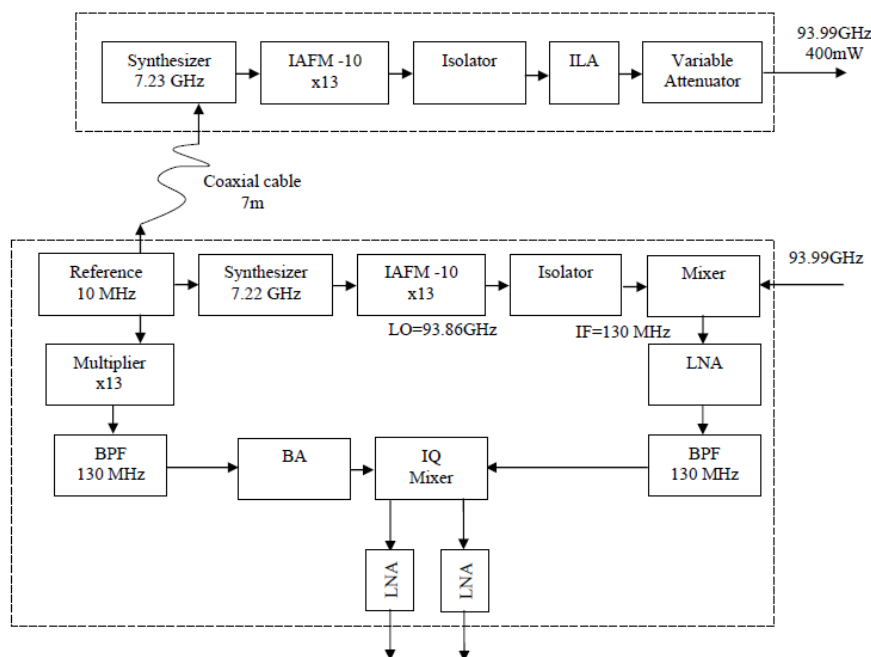 Synthesizer
7.23 GHz
IAFM -10
x13
Isolator
ILA
Variable
Attenuator
93.99GHz
400mW
Coaxial cable
7m
Reference
10 MHz
Synthesizer
7.22 GHz
IAFM -10
x13
Isolator
Mixer
93.99GHz
LO=93.86GHz
IF=130 MHz
Multiplier
x13
LNA
BPF
130 MHz
BA
IQ
Mixer
BPF
130 MHz
LNA
LNA